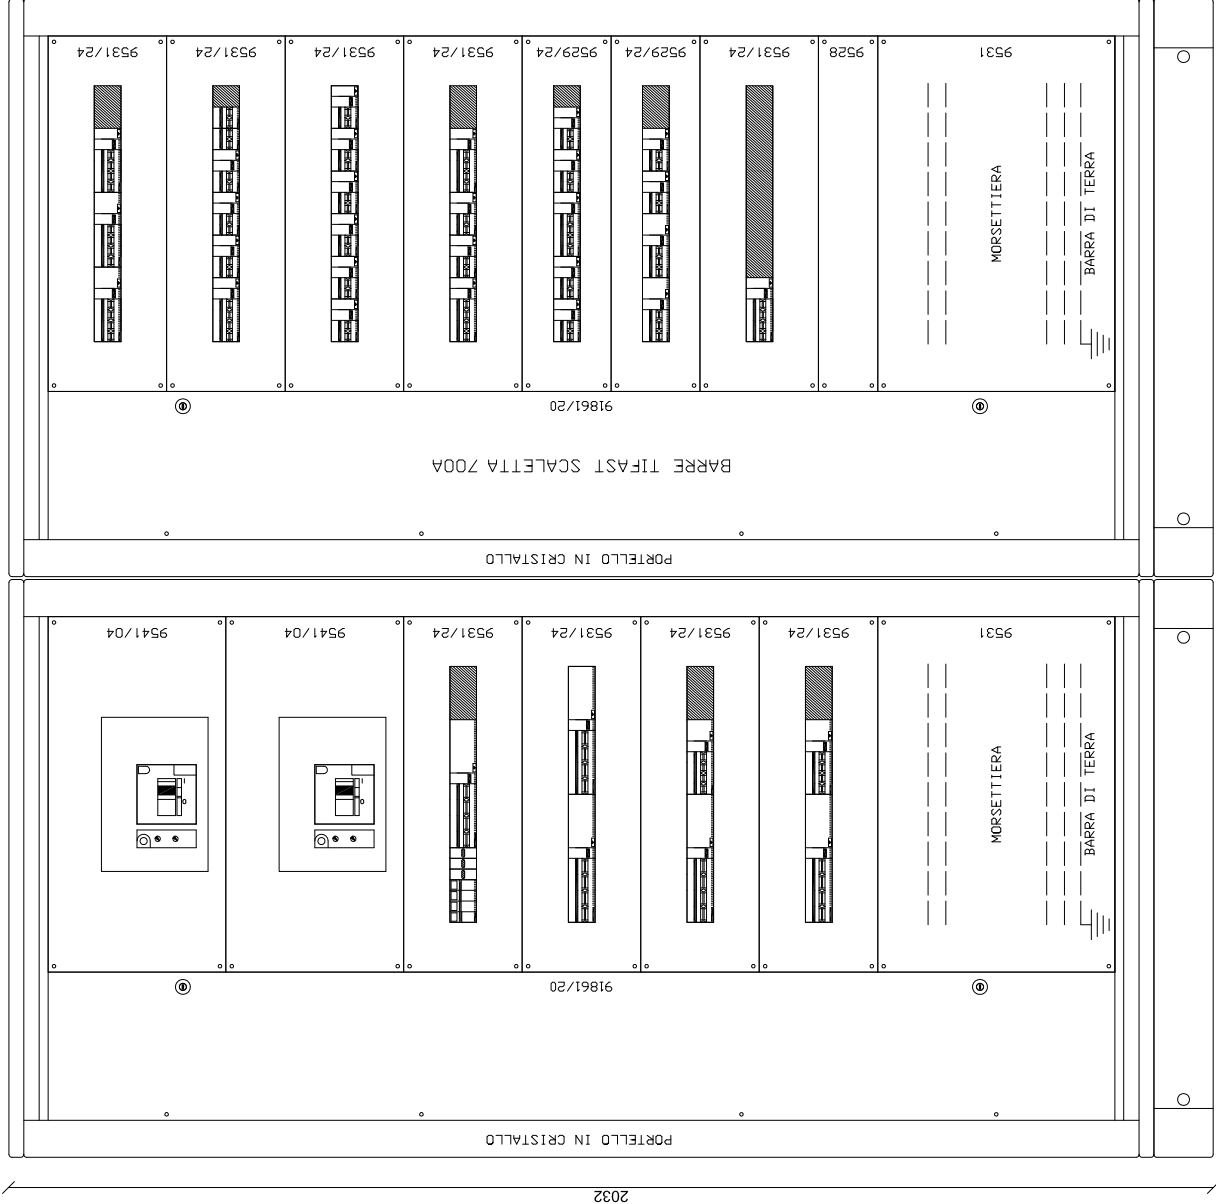 9531/24
9531/24
9531/24
9531/24
9529/24
9529/24
9531/24
9528
9531
MORSETTIERA
BARRA DI TERRA
91861/20
BARRE TIFAST SCALETTA 700A
PORTELLO IN CRISTALLO
9541/04
9541/04
9531/24
9531/24
9531/24
9531/24
9531
MORSETTIERA
BARRA DI TERRA
91861/20
PORTELLO IN CRISTALLO
2032